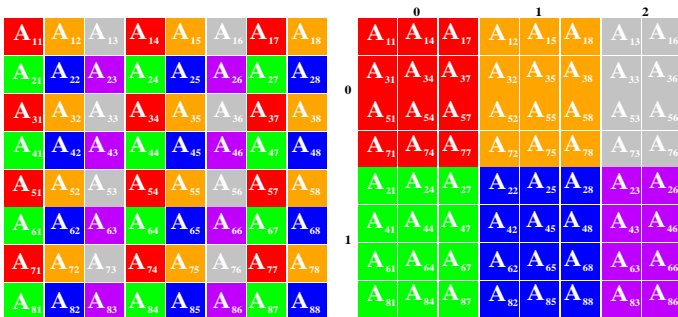 A11 A12 A13 A14 A15 A16 A17 A18
A21 A22 A23 A24 A25 A26 A27 A28
A31 A32 A33 A34 A35 A36 A37 A38
A41 A42 A43 A44 A45 A46 A47 A48
A51 A52 A53 A54 A55 A56 A57 A58
A61 A62 A63 A64 A65 A66 A67 A68
A71 A72 A73 A74 A75 A76 A77 A78
A81 A82 A83 A84 A85 A86 A87 A88
0 1 2
A11 A14 A17 A12 A15 A18 A13 A16
A31 A34 A37 A32 A35 A38 A33 A36
0
A51 A54 A57 A52 A55 A58 A53 A56
A71 A74 A77 A72 A75 A78 A73 A76
A21 A24 A27 A22 A25 A28 A23 A26
A41 A44 A47 A42 A45 A48 A43 A46
1
A61 A64 A67 A62 A65 A68 A63 A66
A81 A84 A87 A82 A85 A88 A83 A86